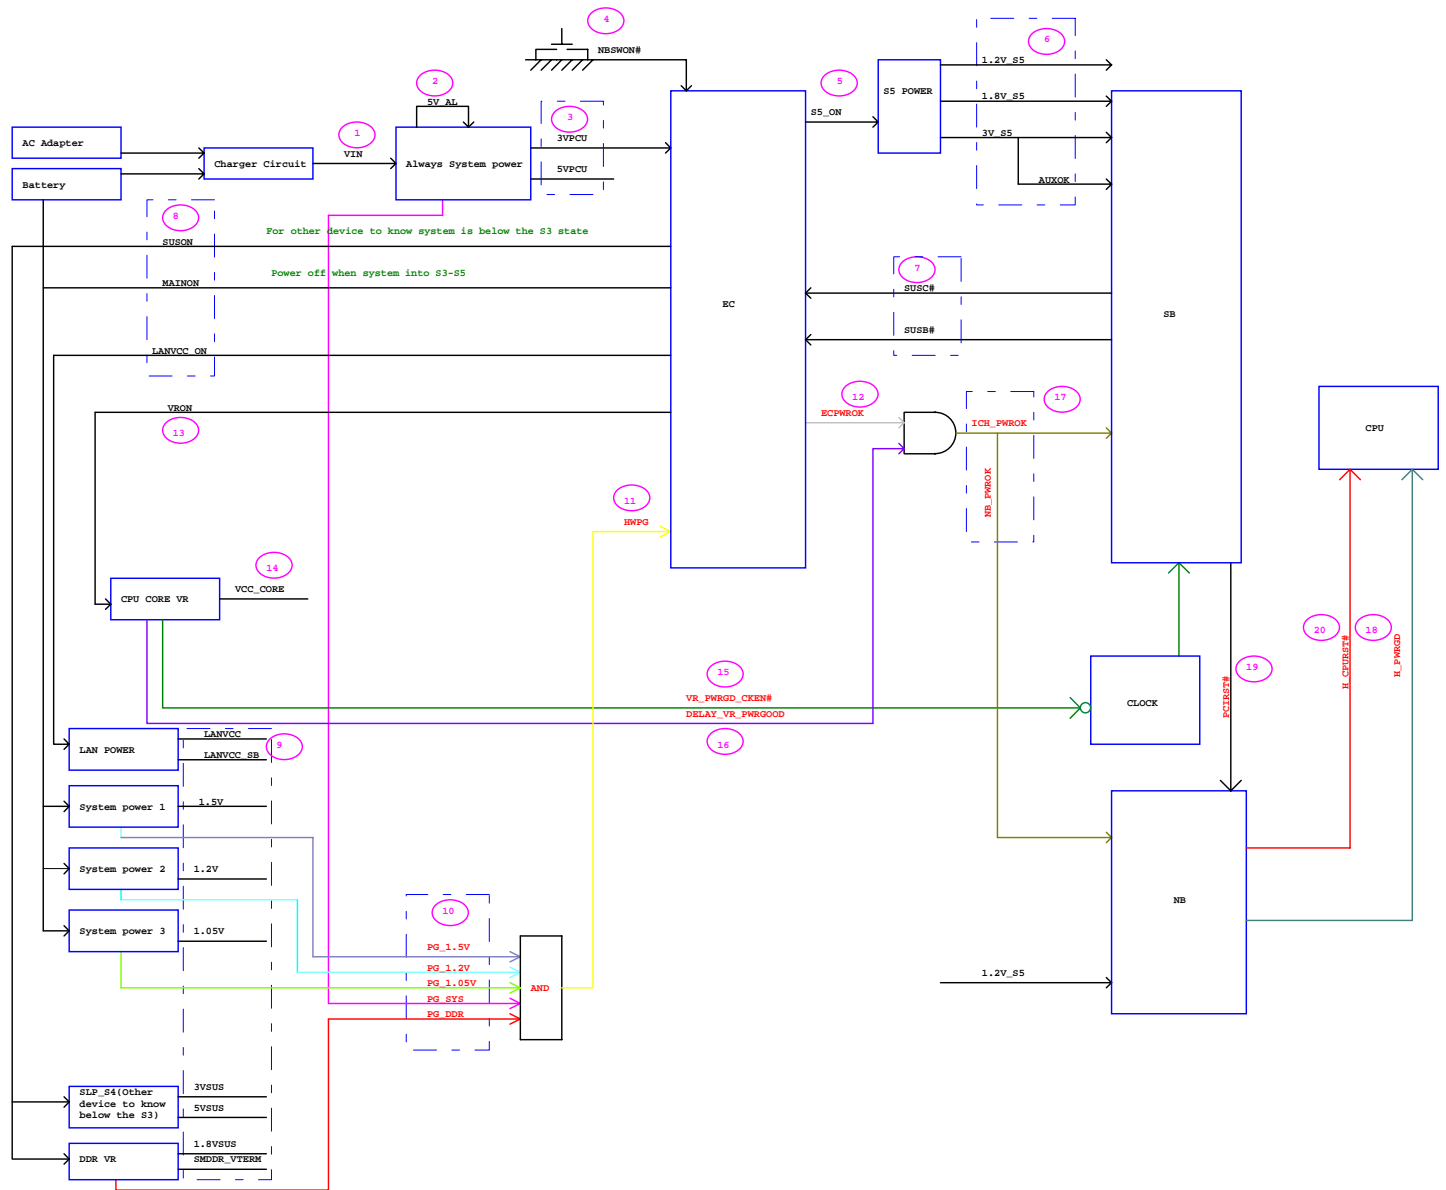 4
NBSWON#
6
1.2V_S5
2
5V_AL
5
S5_ON
S5 POWER
1.8V_S5
3V_S5
AUXOK
3
3VPCU
5VPCU
1
VIN
AC Adapter
Battery
Charger Circuit
Always System power
8
For other device to know system is below the S3 state
SUSON
Power off when system into S3-S5
MAINON
LANVCC_ON
VRON
13
EC
7
SUSC#
SUSB#
SB
12
ECPWROK
17
ICH_PWROK
NB_PWROK
CPU
11
HWPG
14
CPU CORE VR
VCC_CORE
15
VR_PWRGD_CKEN#
DELAY_VR_PWRGOOD
16
20
H_CPURST#
18
H_PWRGD
19
PCIRST#
CLOCK
9
LAN POWER
LANVCC
LANVCC_SB
System power 1
1.5V
System power 2
1.2V
System power 3
1.05V
10
PG_1.5V
PG_1.2V
PG_1.05V
PG_SYS
PG_DDR
AND
NB
1.2V_S5
SLP_S4(Other
device to know
below the S3)
3VSUS
5VSUS
DDR VR
1.8VSUS
SMDDR_VTERM